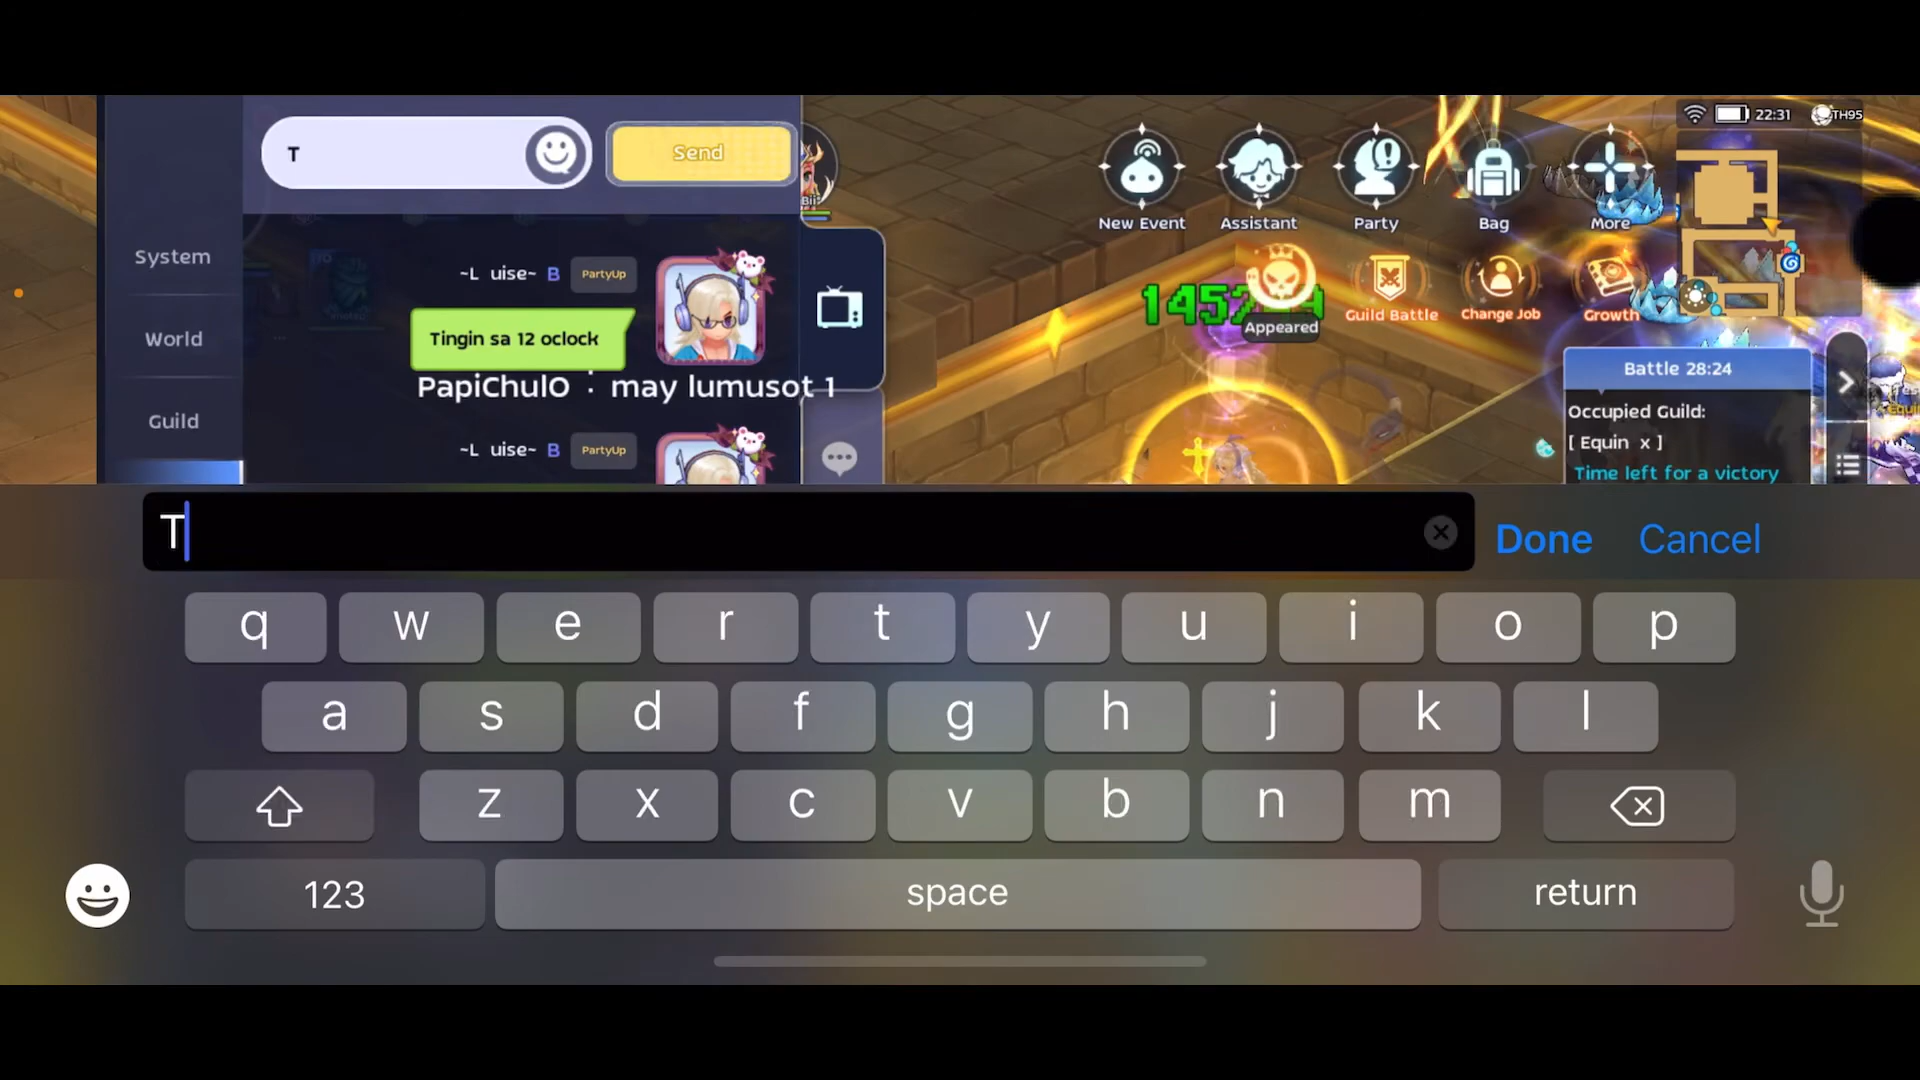 T
Send
22:31
TH95
Bii
New Event
Assistant
Party
Bag
More
System
World
Guild
~L uise~ B PartyUp
Tingin sa 12 oclock
PapiChulO : may lumusot 1
~L uise~ B PartyUp
Appeared
Guild Battle
Change Job
Growth
Battle 28:24
Occupied Guild:
[ Equin x ]
Time left for a victory
T
Done
Cancel
q w e r t y u i o p
a s d f g h j k l
z x c v b n m
123
space
return